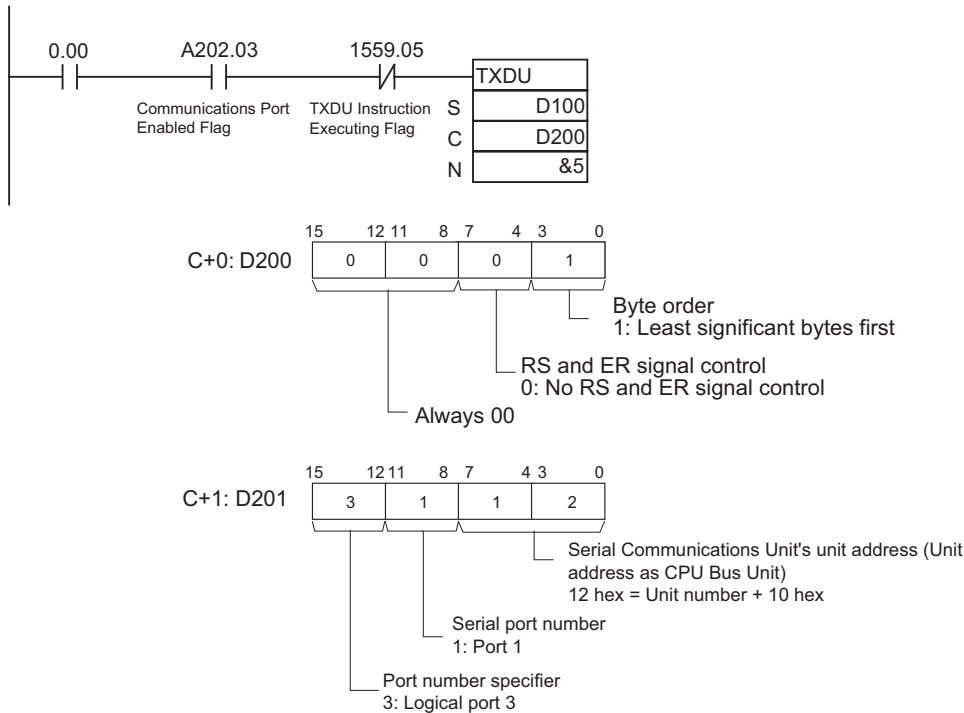 0.00 A202.03 1559.05
TXDU
Communications Port TXDU Instruction S D100
Enabled Flag Executing Flag
C D200
N &5
15 12 11 8 7 4 3 0
C+0: D200 0 0 0 1
Byte order
1: Least significant bytes first
RS and ER signal control
0: No RS and ER signal control
Always 00
15 12 11 8 7 4 3 0
C+1: D201 3 1 1 2
Serial Communications Unit's unit address (Unit
address as CPU Bus Unit)
12 hex = Unit number + 10 hex
Serial port number
1: Port 1
Port number specifier
3: Logical port 3